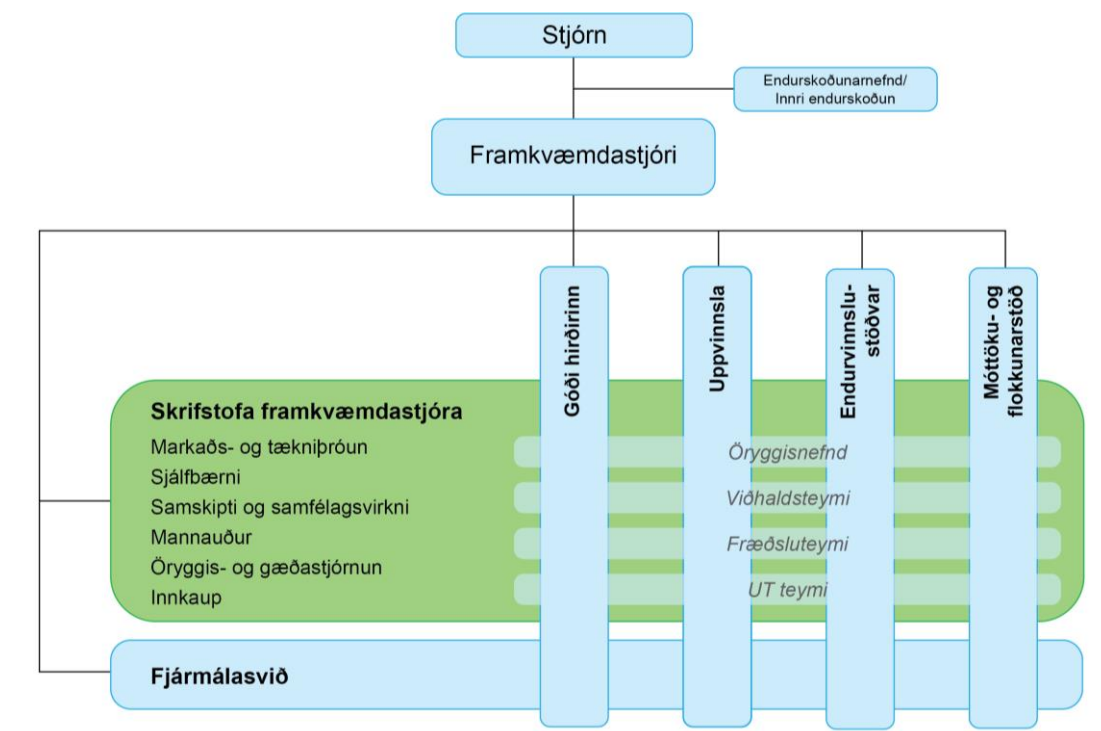 Stjórn
Endurskoðunarnefnd/
Innri endurskoðun
Framkvæmdastjóri
Góði hirðirinn
Uppvinnsla
Endurvinnslu-
stöðvar
Móttöku- og
flokkunarstöð
Skrifstofa framkvæmdastjóra
Markaðs- og tækniþróun
Sjálfbærni
Samskipti og samfélagsvirkni
Mannauður
Öryggis- og gæðastjórnun
Innkaup
Öryggisnefnd
Viðhaldsteymi
Fræðsluteymi
UT teymi
Fjármálasvið